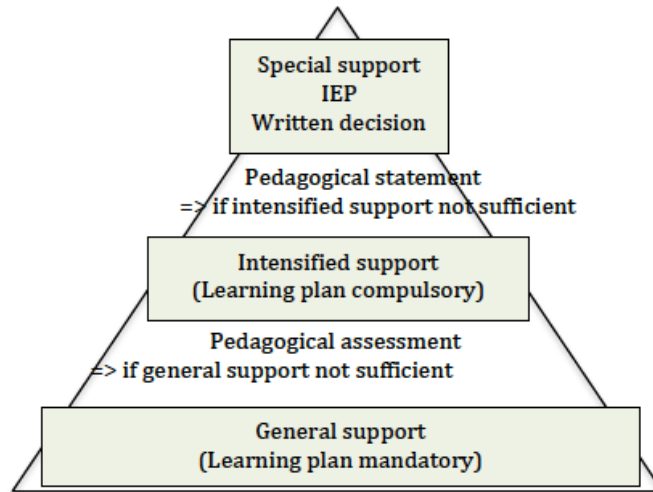 Special support
IEP
Written decision
Pedagogical statement
=> if intensified support not sufficient
Intensified support
(Learning plan compulsory)
Pedagogical assessment
=> if general support not sufficient
General support
(Learning plan mandatory)